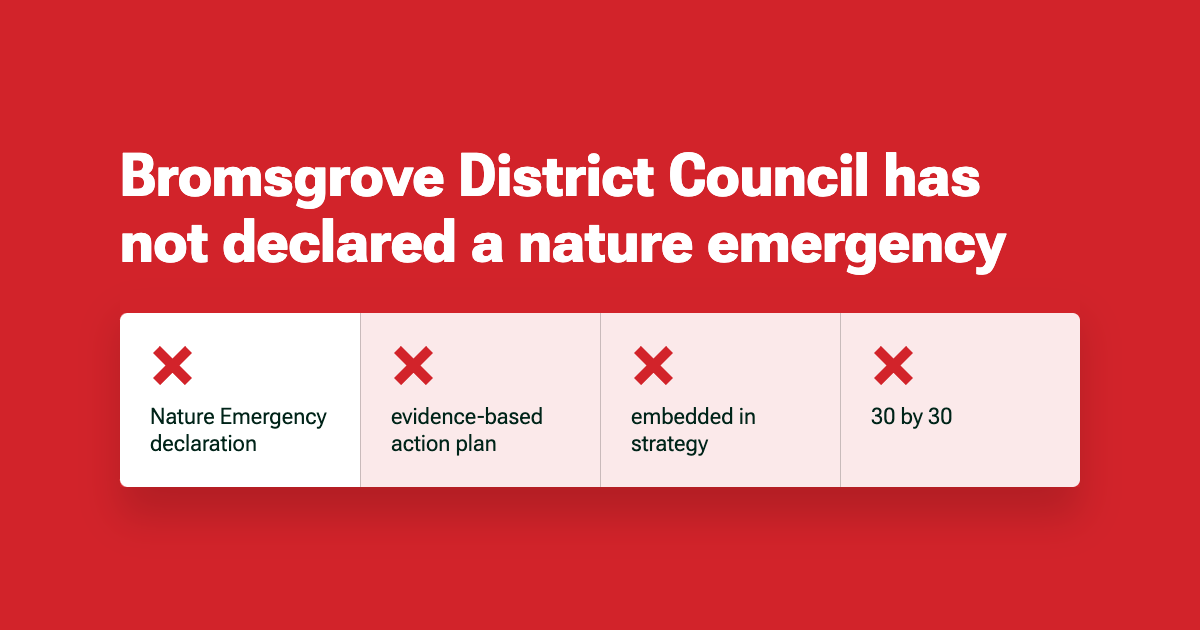 Bromsgrove District Council has
not declared a nature emergency
Nature Emergency
declaration
evidence-based
action plan
embedded in
strategy
30 by 30